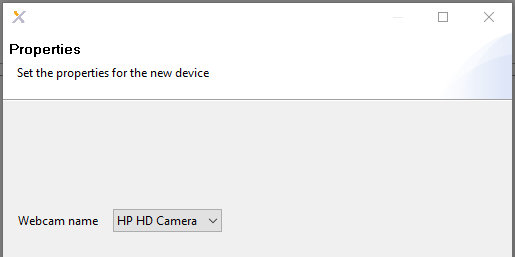 Properties
Set the properties for the new device
Webcam name HP HD Camera